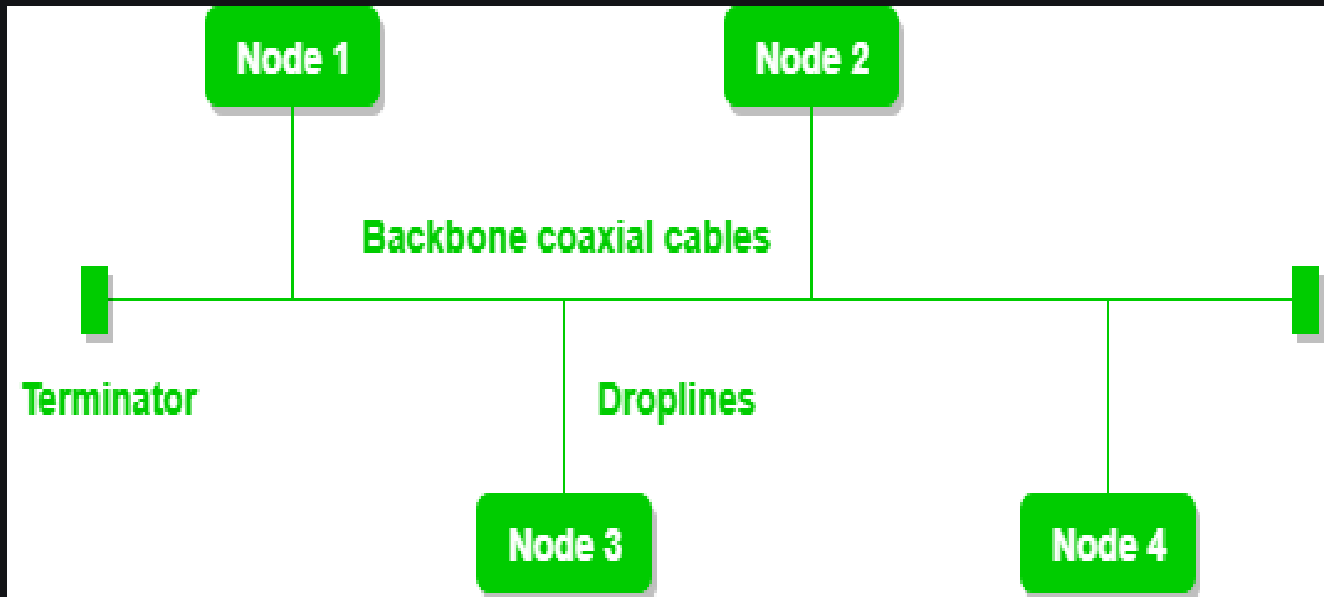 Node 1
Node 2
Backbone coaxial cables
Terminator
Droplines
Node 3
Node 4